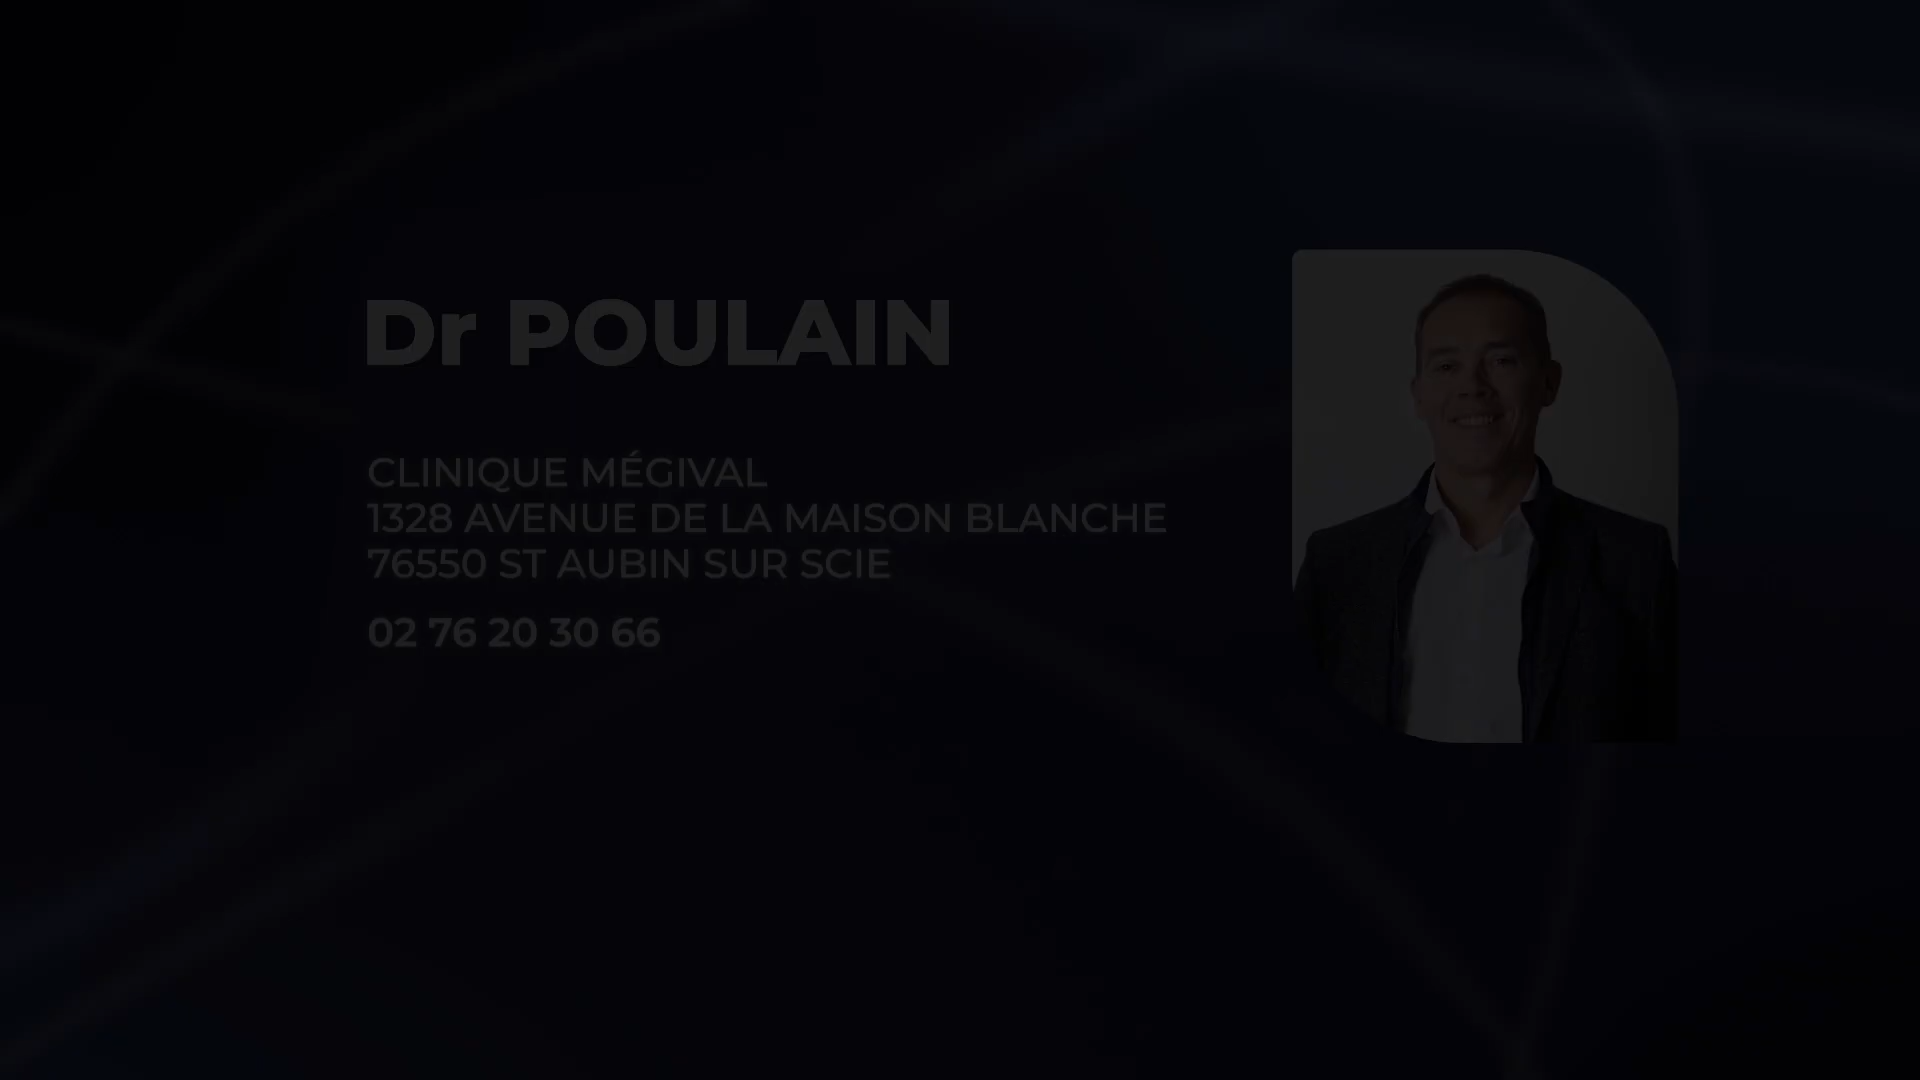 Dr POULAIN
CLINIQUE MÉGIVAL
1328 AVENUE DE LA MAISON BLANCHE
76550 ST AUBIN SUR SCIE
02 76 20 30 66